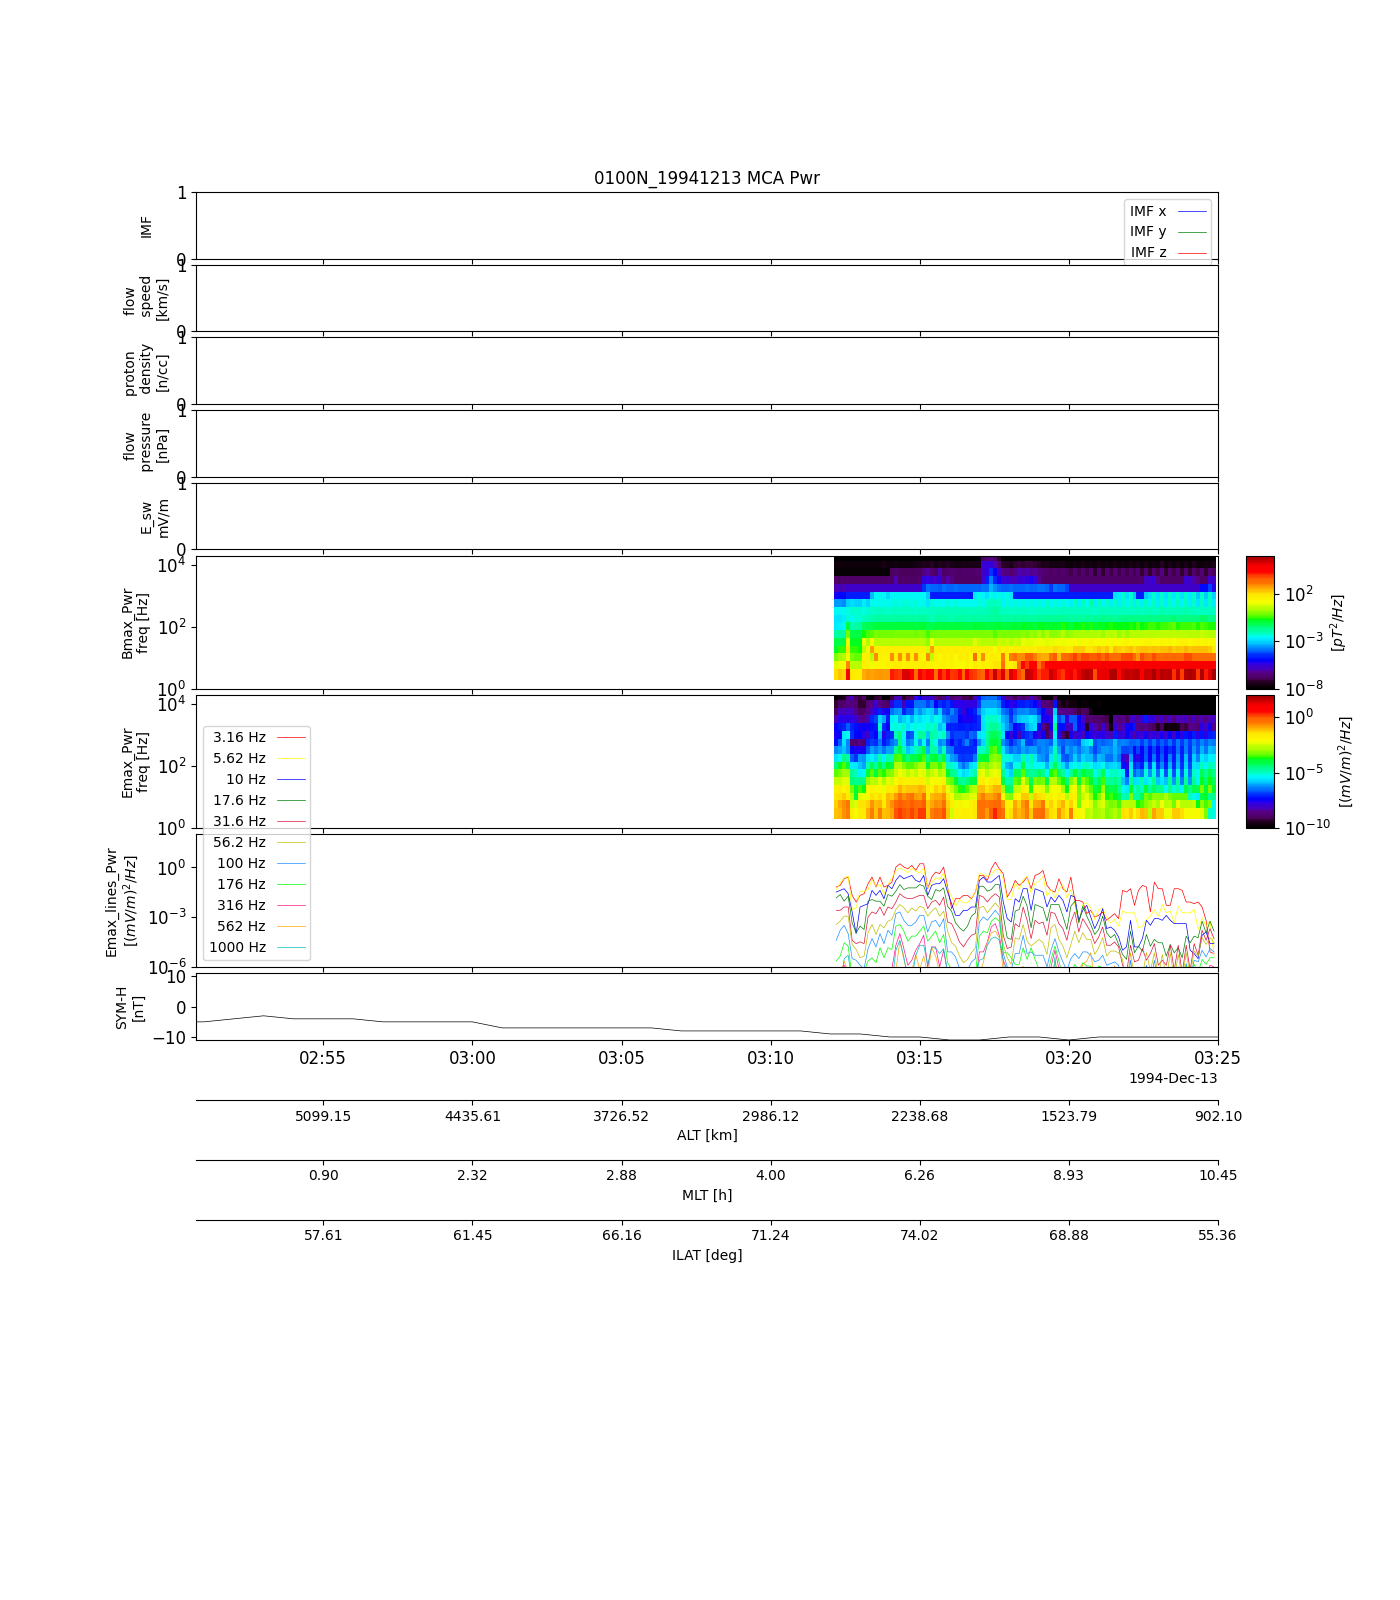 0100N_19941213 MCA Pwr
1
0
IMF
IMF x
IMF y
IMF z
1
0
flow
speed
[km/s]
1
0
proton
density
[n/cc]
1
0
flow
pressure
[nPa]
1
0
E_sw
mV/m
10^4
10^2
10^0
Bmax_Pwr
freq [Hz]
10^2
10^-3
10^-8
[pT^2/Hz]
10^4
10^2
10^0
Emax_Pwr
freq [Hz]
10^0
10^-5
10^-10
[(mV/m)^2/Hz]
3.16 Hz
5.62 Hz
10 Hz
17.6 Hz
31.6 Hz
56.2 Hz
100 Hz
176 Hz
316 Hz
562 Hz
1000 Hz
10^0
10^-3
10^-6
Emax_lines_Pwr
[(mV/m)^2/Hz]
10
0
−10
SYM-H
[nT]
02:55 03:00 03:05 03:10 03:15 03:20 03:25
1994-Dec-13
5099.15 4435.61 3726.52 2986.12 2238.68 1523.79 902.10
ALT [km]
0.90 2.32 2.88 4.00 6.26 8.93 10.45
MLT [h]
57.61 61.45 66.16 71.24 74.02 68.88 55.36
ILAT [deg]